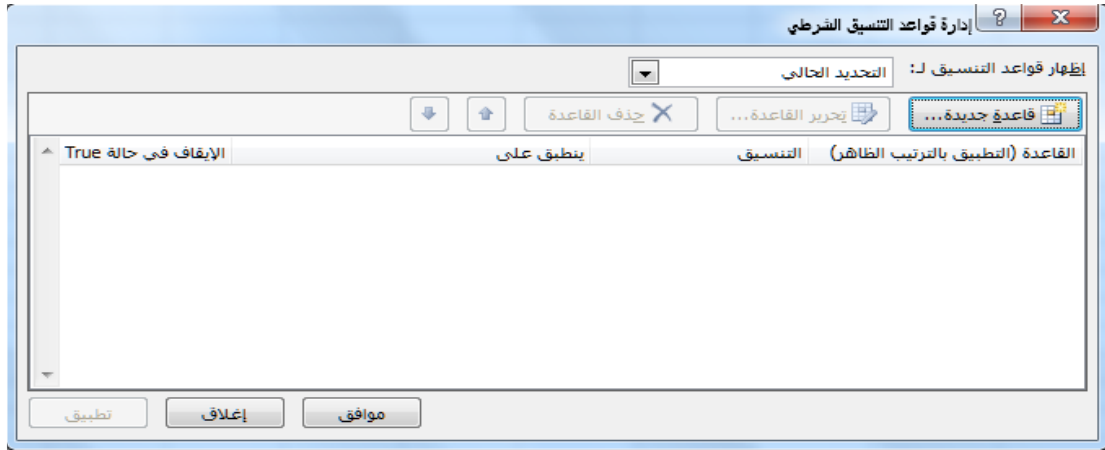 إدارة قواعد التنسيق الشرطي
إظهار قواعد التنسيق لـ: التحديد الحالي
قاعدة جديدة... تحرير القاعدة... حذف القاعدة
القاعدة (التطبيق بالترتيب الظاهر) التنسيق ينطبق على الإيقاف في حالة True
موافق إغلاق تطبيق